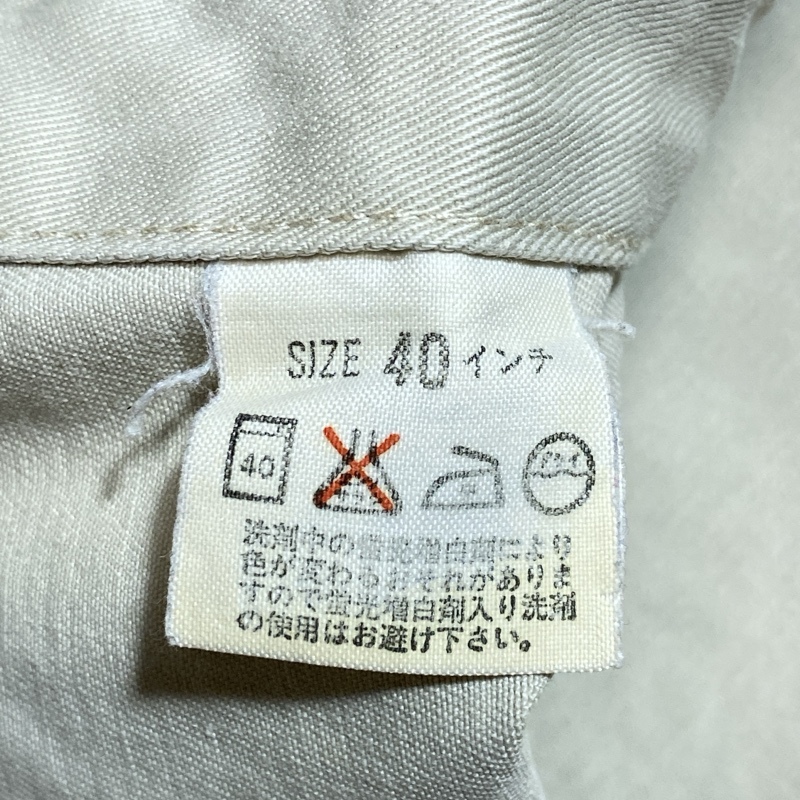 SIZE 40 インチ
40
洗剤中の蛍光増白剤により
色が変わるおそれがありま
すので蛍光増白剤入り洗剤
の使用はお避け下さい。